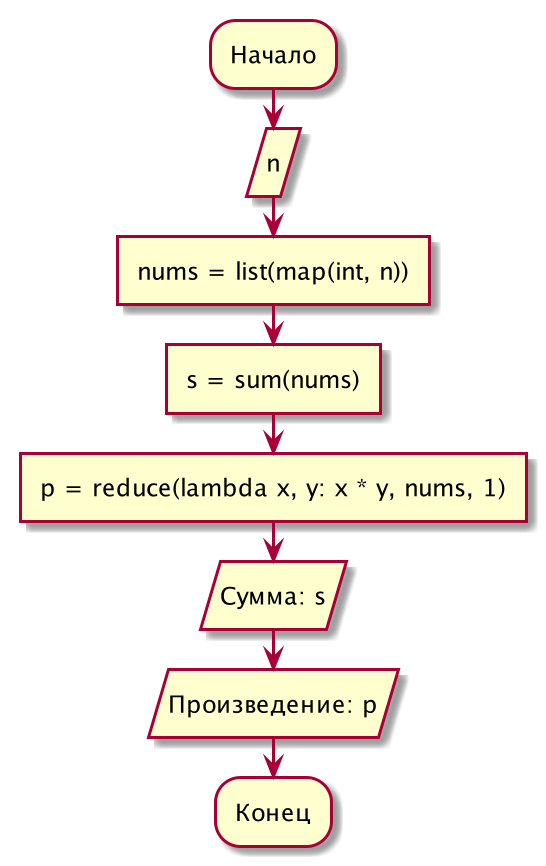 Начало
n
nums = list(map(int, n))
s = sum(nums)
p = reduce(lambda x, y: x * y, nums, 1)
Сумма: s
Произведение: p
Конец